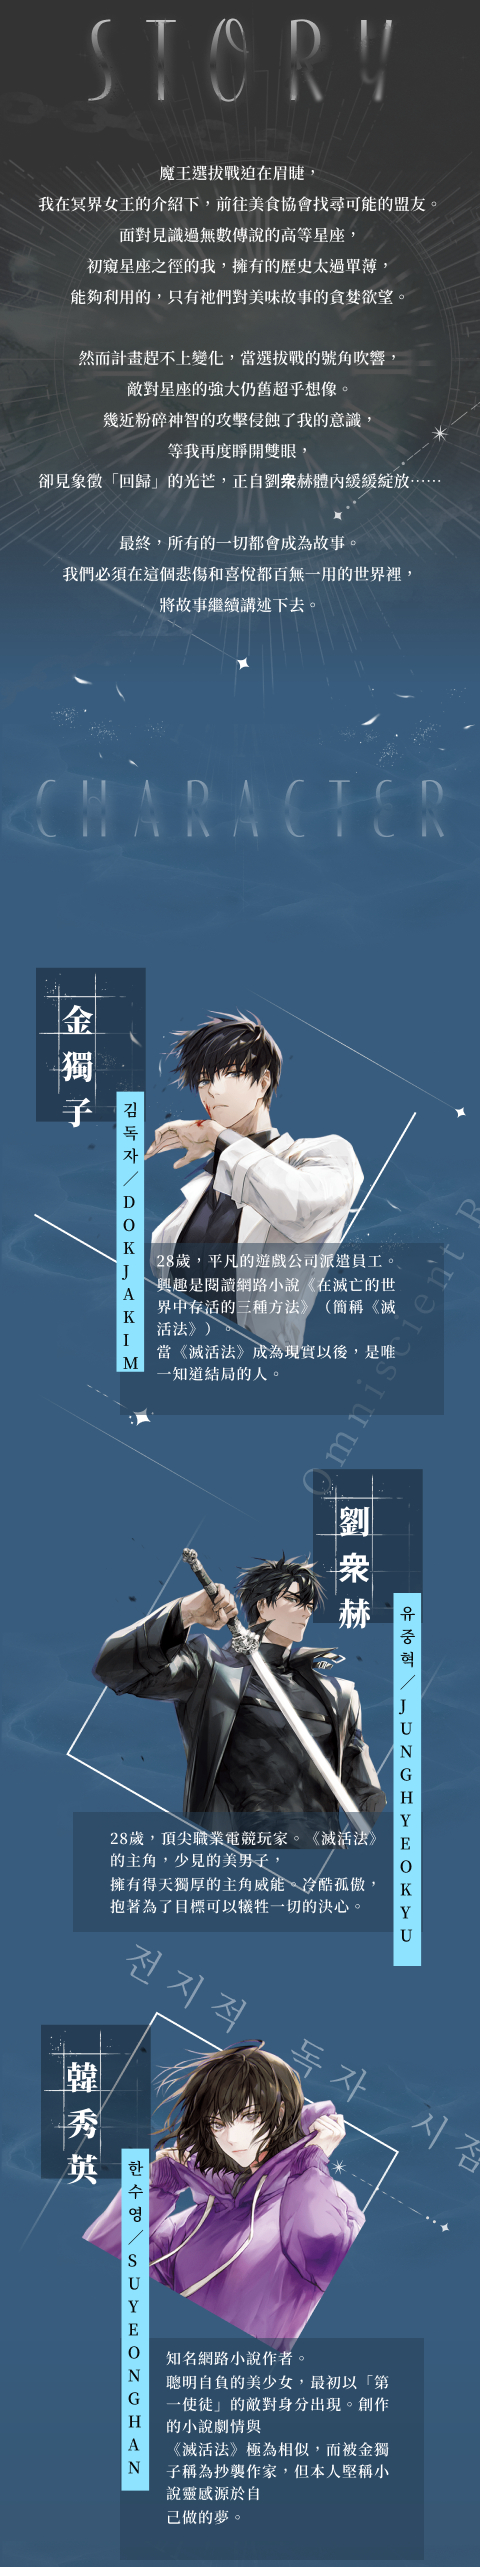 STORY
魔王選拔戰迫在眉睫，
我在冥界女王的介紹下，前往美食協會找尋可能的盟友。
面對見識過無數傳說的高等星座，
初窺星座之徑的我，擁有的歷史太過單薄，
能夠利用的，只有祂們對美味故事的貪婪欲望。
然而計畫趕不上變化，當選拔戰的號角吹響，
敵對星座的強大仍舊超乎想像。
幾近粉碎神智的攻擊侵蝕了我的意識，
等我再度睜開雙眼，
卻見象徵「回歸」的光芒，正自劉衆赫體內緩緩綻放……
最終，所有的一切都會成為故事。
我們必須在這個悲傷和喜悅都百無一用的世界裡，
將故事繼續講述下去。
CHARACTER
金獨子
김독자／DOKJAKIM
28歲，平凡的遊戲公司派遣員工。
興趣是閱讀網路小說《在滅亡的世
界中存活的三種方法》（簡稱《滅
活法》）。
當《滅活法》成為現實以後，是唯
一知道結局的人。
Omniscient R
劉衆赫
유중혁／JUNGHYEOKYU
28歲，頂尖職業電競玩家。《滅活法》
的主角，少見的美男子，
擁有得天獨厚的主角威能。冷酷孤傲，
抱著為了目標可以犧牲一切的決心。
전지적 독자 시점
韓秀英
한수영／SUYEONGHAN
知名網路小說作者。
聰明自負的美少女，最初以「第
一使徒」的敵對身分出現。創作
的小說劇情與
《滅活法》極為相似，而被金獨
子稱為抄襲作家，但本人堅稱小
說靈感源於自
己做的夢。